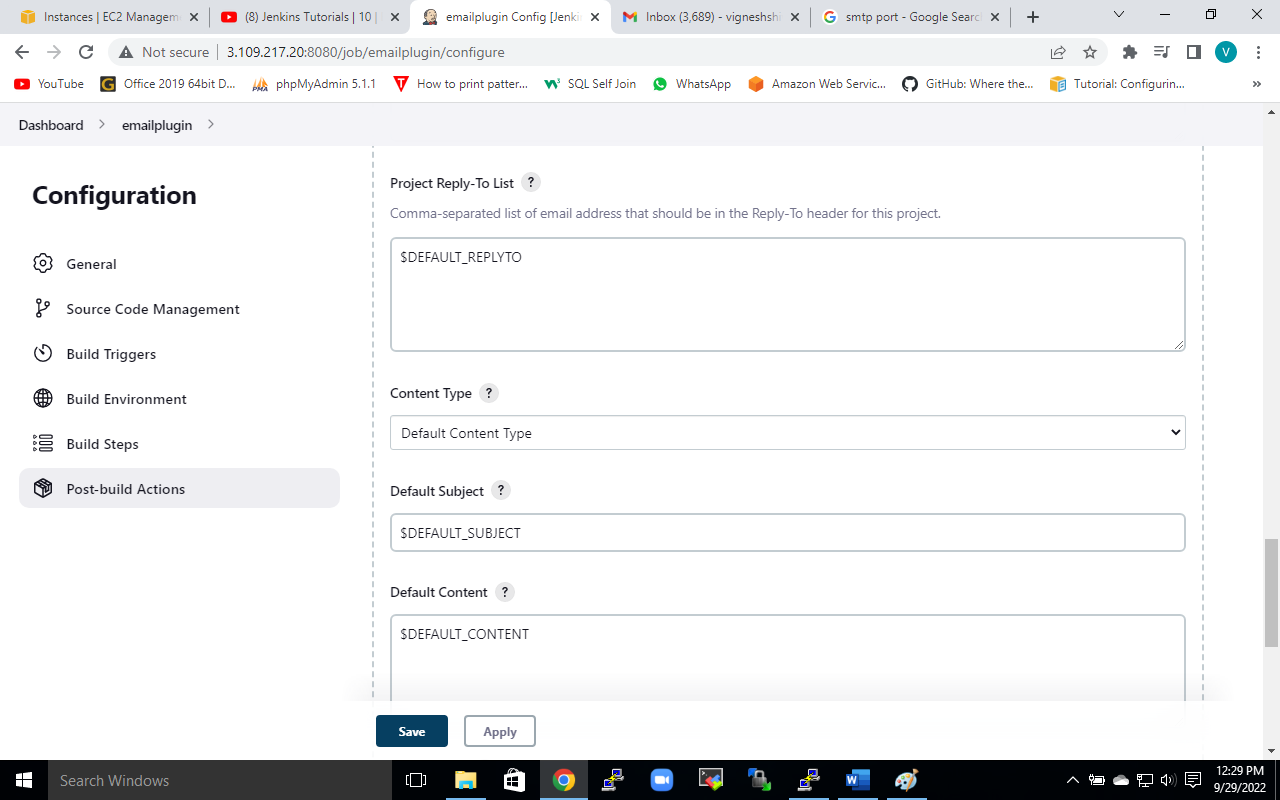 Instances | EC2 Managem
(8) Jenkins Tutorials | 10 |
emailplugin Config [Jenki
Inbox (3,689) - vigneshshi
smtp port - Google Searc
Not secure
3.109.217.20:8080/job/emailplugin/configure
V
YouTube
Office 2019 64bit D...
phpMyAdmin 5.1.1
How to print patter...
SQL Self Join
WhatsApp
Amazon Web Servic...
GitHub: Where the...
Tutorial: Configurin...
»
Dashboard
emailplugin
Configuration
General
Source Code Management
Build Triggers
Build Environment
Build Steps
Post-build Actions
Project Reply-To List ?
Comma-separated list of email address that should be in the Reply-To header for this project.
$DEFAULT_REPLYTO
Content Type ?
Default Content Type
Default Subject ?
$DEFAULT_SUBJECT
Default Content ?
$DEFAULT_CONTENT
Save
Apply
Search Windows
12:29 PM
9/29/2022